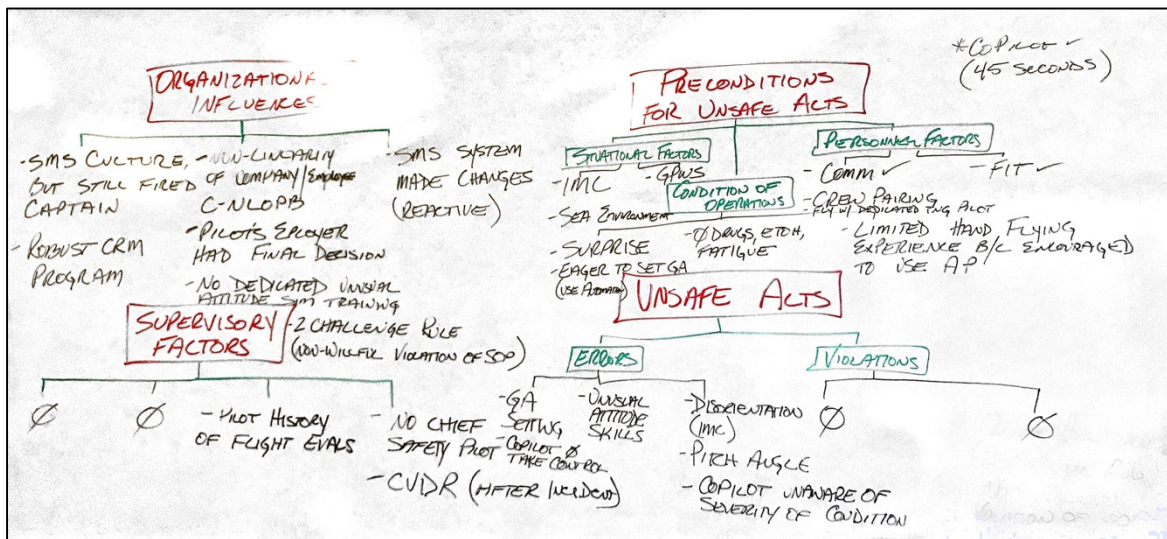 *COPILOT ✓
(45 SECONDS)
ORGANIZATION
INFLUENCES
- SMS CULTURE,
BUT STILL FIRED
CAPTAIN
- ROBUST CRM
PROGRAM
- NON-LINEARITY
OF COMPANY/EMPLOYEE
C-NLOPB
- PILOT'S EPLOYER
HAD FINAL DECISION
- NO DEDICATED UNUSUAL
ATTITUDE SIM TRAINING
- 2 CHALLENGE RULE
(NON-WILLFUL VIOLATION OF SOP)
- SMS SYSTEM
MADE CHANGES
(REACTIVE)
PRECONDITIONS
FOR UNSAFE ACTS
SITUATIONAL FACTORS
- IMC
- GPWS
- SEA ENVIRONMENT
- SURPRISE
- EAGER TO SET GA
(USE AUTOMATION)
CONDITION OF
OPERATIONS
- Ø DRUGS, ETOH,
FATIGUE
PERSONNEL FACTORS
- COMM ✓
FIT ✓
- CREW PAIRING
- FLY W/ DEDICATED TNG PILOT
- LIMITED HAND FLYING
EXPERIENCE B/C ENCOURAGED
TO USE AP
SUPERVISORY
FACTORS
Ø
Ø
- PILOT HISTORY
OF FLIGHT EVALS
- NO CHIEF
SAFETY PILOT
- CVDR (AFTER INCIDENT)
UNSAFE ACTS
ERRORS
- GA
SETTING
- COPILOT Ø
TAKE CONTROL
- UNUSUAL
ATTITUDE
SKILLS
- DISORIENTATION
(IMC)
- PITCH ANGLE
- COPILOT UNAWARE OF
SEVERITY OF CONDITION
VIOLATIONS
Ø
Ø